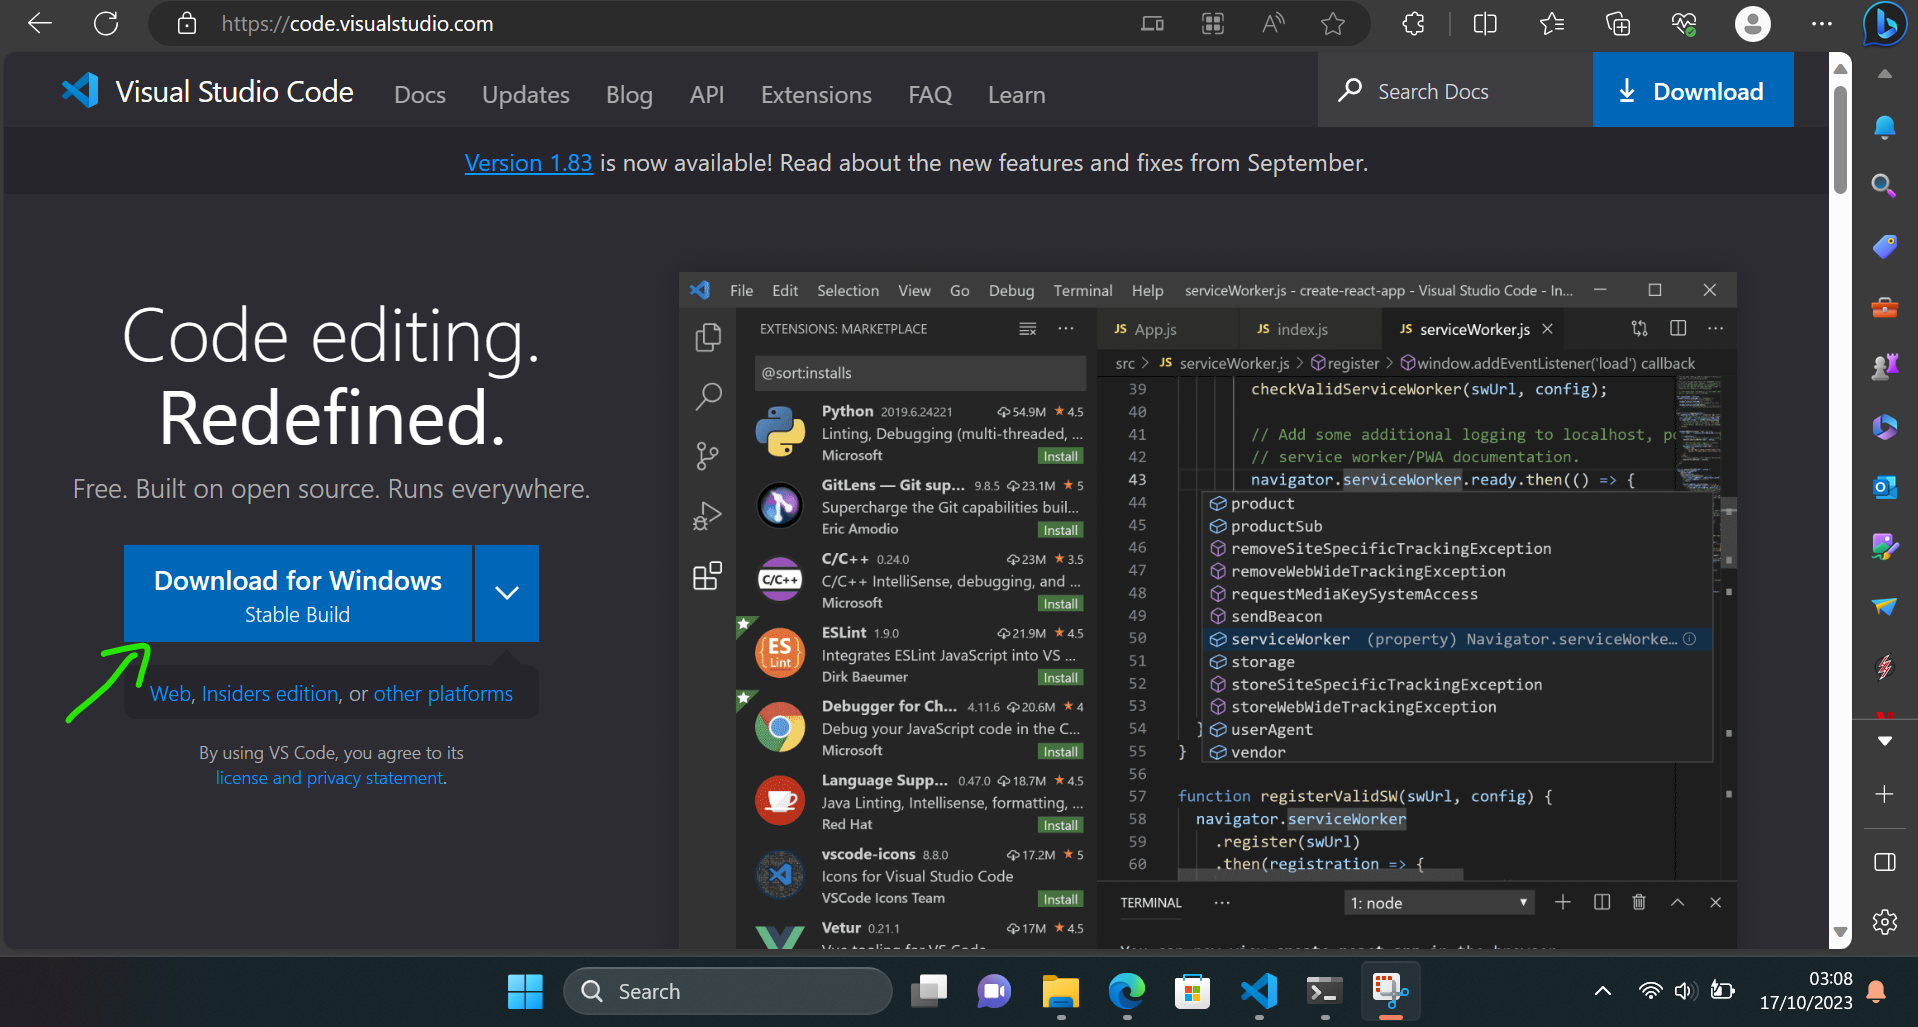 https://code.visualstudio.com
Visual Studio Code
Docs
Updates
Blog
API
Extensions
FAQ
Learn
Search Docs
Download
Version 1.83 is now available! Read about the new features and fixes from September.
Code editing.
Redefined.
Free. Built on open source. Runs everywhere.
Download for Windows
Stable Build
Web, Insiders edition, or other platforms
By using VS Code, you agree to its
license and privacy statement.
File Edit Selection View Go Debug Terminal Help
serviceWorker.js - create-react-app - Visual Studio Code - In...
EXTENSIONS: MARKETPLACE
@sort:installs
Python 2019.6.24221 54.9M ★ 4.5
Linting, Debugging (multi-threaded, ...
Microsoft
Install
GitLens — Git sup... 9.8.5 23.1M ★ 5
Supercharge the Git capabilities buil...
Eric Amodio
Install
C/C++
C/C++ 0.24.0 23M ★ 3.5
C/C++ IntelliSense, debugging, and ...
Microsoft
Install
ES
Lint
ESLint 1.9.0 21.9M ★ 4.5
Integrates ESLint JavaScript into VS ...
Dirk Baeumer
Install
Debugger for Ch... 4.11.6 20.6M ★ 4
Debug your JavaScript code in the C...
Microsoft
Install
Language Supp... 0.47.0 18.7M ★ 4.5
Java Linting, Intellisense, formatting, ...
Red Hat
Install
vscode-icons 8.8.0 17.2M ★ 5
Icons for Visual Studio Code
VSCode Icons Team
Install
Vetur 0.21.1 17M ★ 4.5
JS App.js
JS index.js
JS serviceWorker.js
src > JS serviceWorker.js > register > window.addEventListener('load') callback
39 checkValidServiceWorker(swUrl, config);
40
41 // Add some additional logging to localhost, po
42 // service worker/PWA documentation.
43 navigator.serviceWorker.ready.then(() => {
44 product
45 productSub
46 removeSiteSpecificTrackingException
47 removeWebWideTrackingException
48 requestMediaKeySystemAccess
49 sendBeacon
50 serviceWorker (property) Navigator.serviceWorke...
51 storage
52 storeSiteSpecificTrackingException
53 storeWebWideTrackingException
54 } userAgent
55 } vendor
56
57 function registerValidSW(swUrl, config) {
58 navigator.serviceWorker
59 .register(swUrl)
60 .then(registration => {
TERMINAL ... 1: node
Search
03:08
17/10/2023